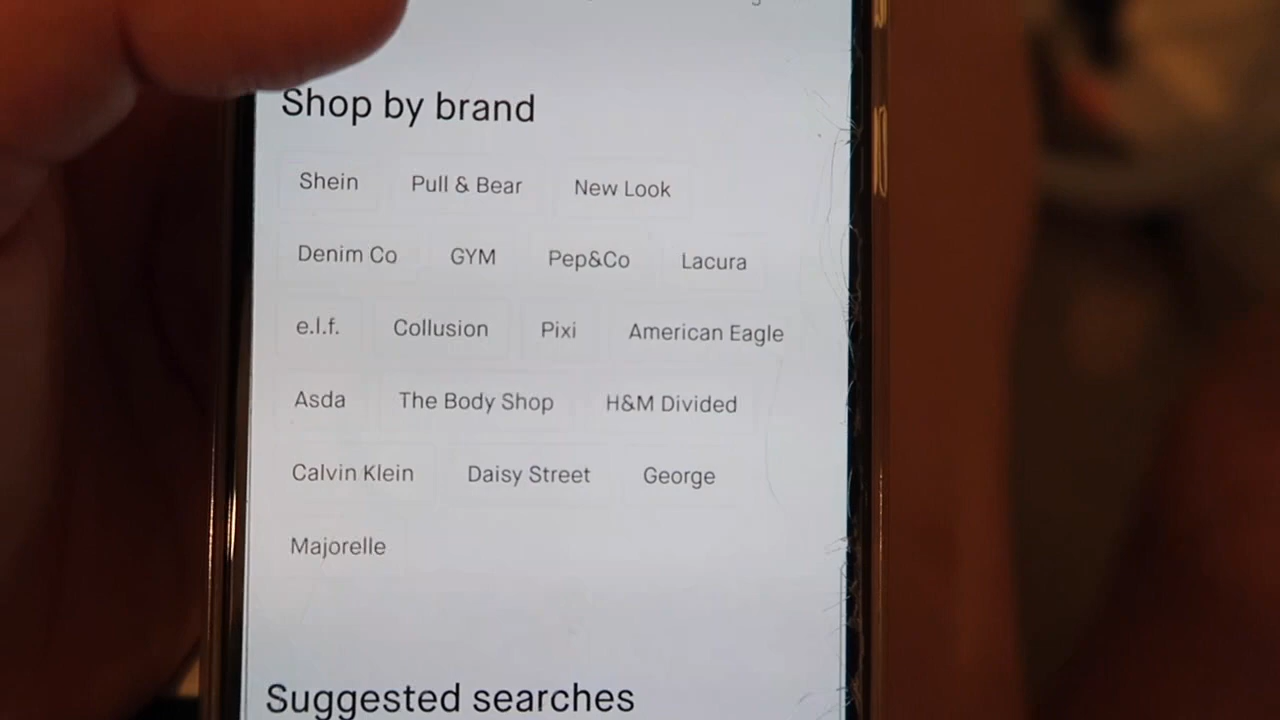 Shop by brand
Shein Pull & Bear New Look
Denim Co GYM Pep&Co Lacura
e.l.f. Collusion Pixi American Eagle
Asda The Body Shop H&M Divided
Calvin Klein Daisy Street George
Majorelle
Suggested searches